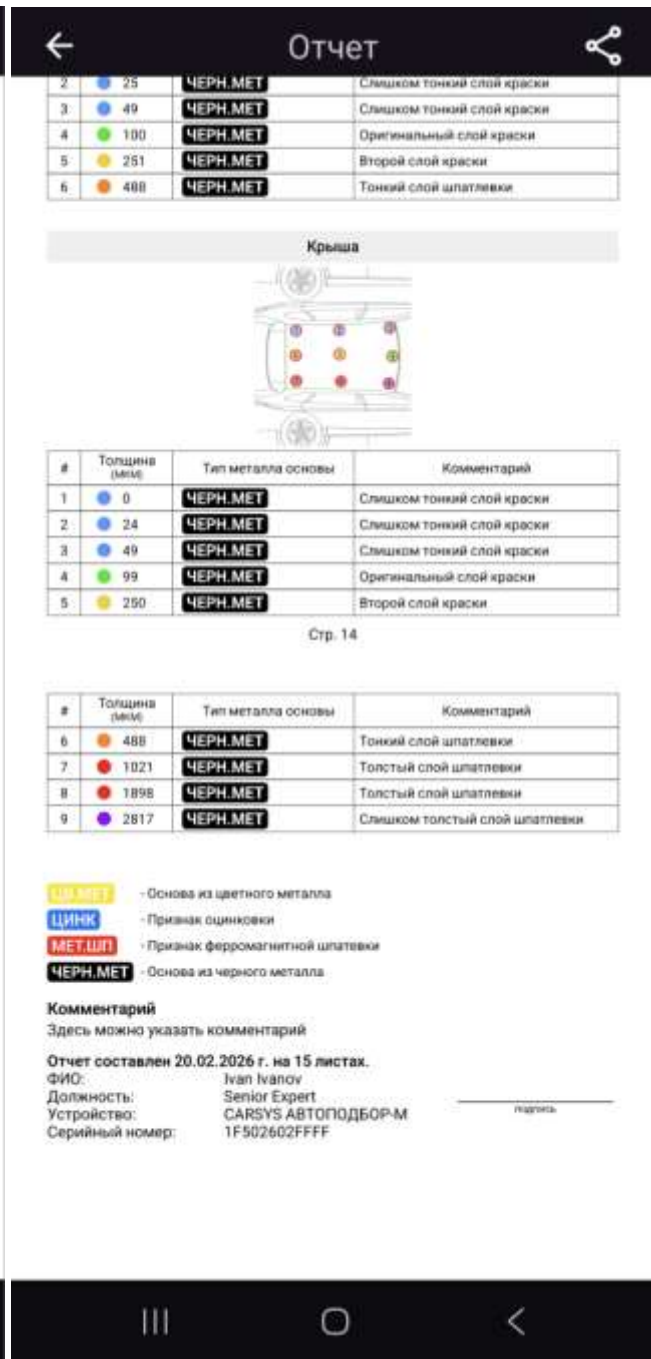 Отчет
2 25 ЧЕРН.МЕТ Слишком тонкий слой краски
3 49 ЧЕРН.МЕТ Слишком тонкий слой краски
4 100 ЧЕРН.МЕТ Оригинальный слой краски
5 251 ЧЕРН.МЕТ Второй слой краски
6 488 ЧЕРН.МЕТ Тонкий слой шпатлевки
Крыша
# Толщина (МКМ) Тип металла основы Комментарий
1 0 ЧЕРН.МЕТ Слишком тонкий слой краски
2 24 ЧЕРН.МЕТ Слишком тонкий слой краски
3 49 ЧЕРН.МЕТ Слишком тонкий слой краски
4 99 ЧЕРН.МЕТ Оригинальный слой краски
5 250 ЧЕРН.МЕТ Второй слой краски
Стр. 14
# Толщина (МКМ) Тип металла основы Комментарий
6 488 ЧЕРН.МЕТ Тонкий слой шпатлевки
7 1021 ЧЕРН.МЕТ Толстый слой шпатлевки
8 1898 ЧЕРН.МЕТ Толстый слой шпатлевки
9 2817 ЧЕРН.МЕТ Слишком толстый слой шпатлевки
ЦВ.МЕТ - Основа из цветного металла
ЦИНК - Признак оцинковки
МЕТ.ШП - Признак ферромагнитной шпатевки
ЧЕРН.МЕТ - Основа из черного металла
Комментарий
Здесь можно указать комментарий
Отчет составлен 20.02.2026 г. на 15 листах.
ФИО: Ivan Ivanov
Должность: Senior Expert
Устройство: CARSYS АВТОПОДБОР-М
Серийный номер: 1F502602FFFF
подпись